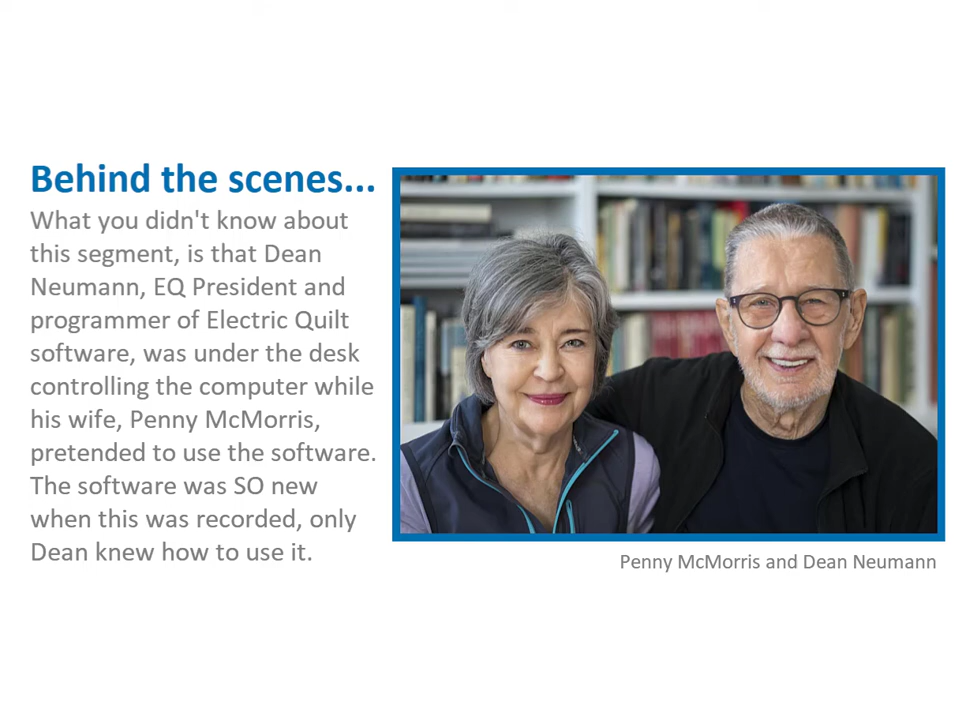 Behind the scenes...
What you didn't know about
this segment, is that Dean
Neumann, EQ President and
programmer of Electric Quilt
software, was under the desk
controlling the computer while
his wife, Penny McMorris,
pretended to use the software.
The software was SO new
when this was recorded, only
Dean knew how to use it.
Penny McMorris and Dean Neumann